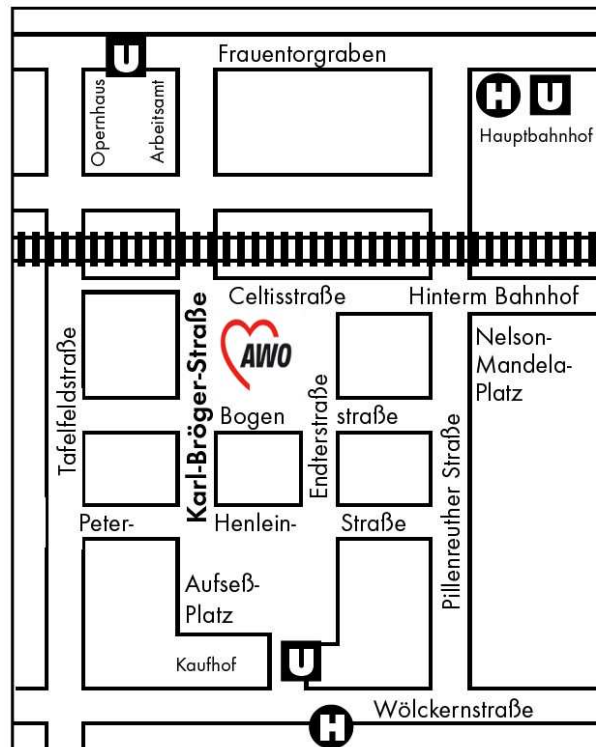 U
Frauentorgraben
Opernhaus
Arbeitsamt
H U
Hauptbahnhof
Celtisstraße
Hinterm Bahnhof
Karl-Bröger-Straße
AWO
Nelson-
Mandela-
Platz
Tafelfeldstraße
Bogen straße
Endterstraße
Pillenreuther Straße
Peter- Henlein- Straße
Aufseß-
Platz
Kaufhof
U
Wölckernstraße
H